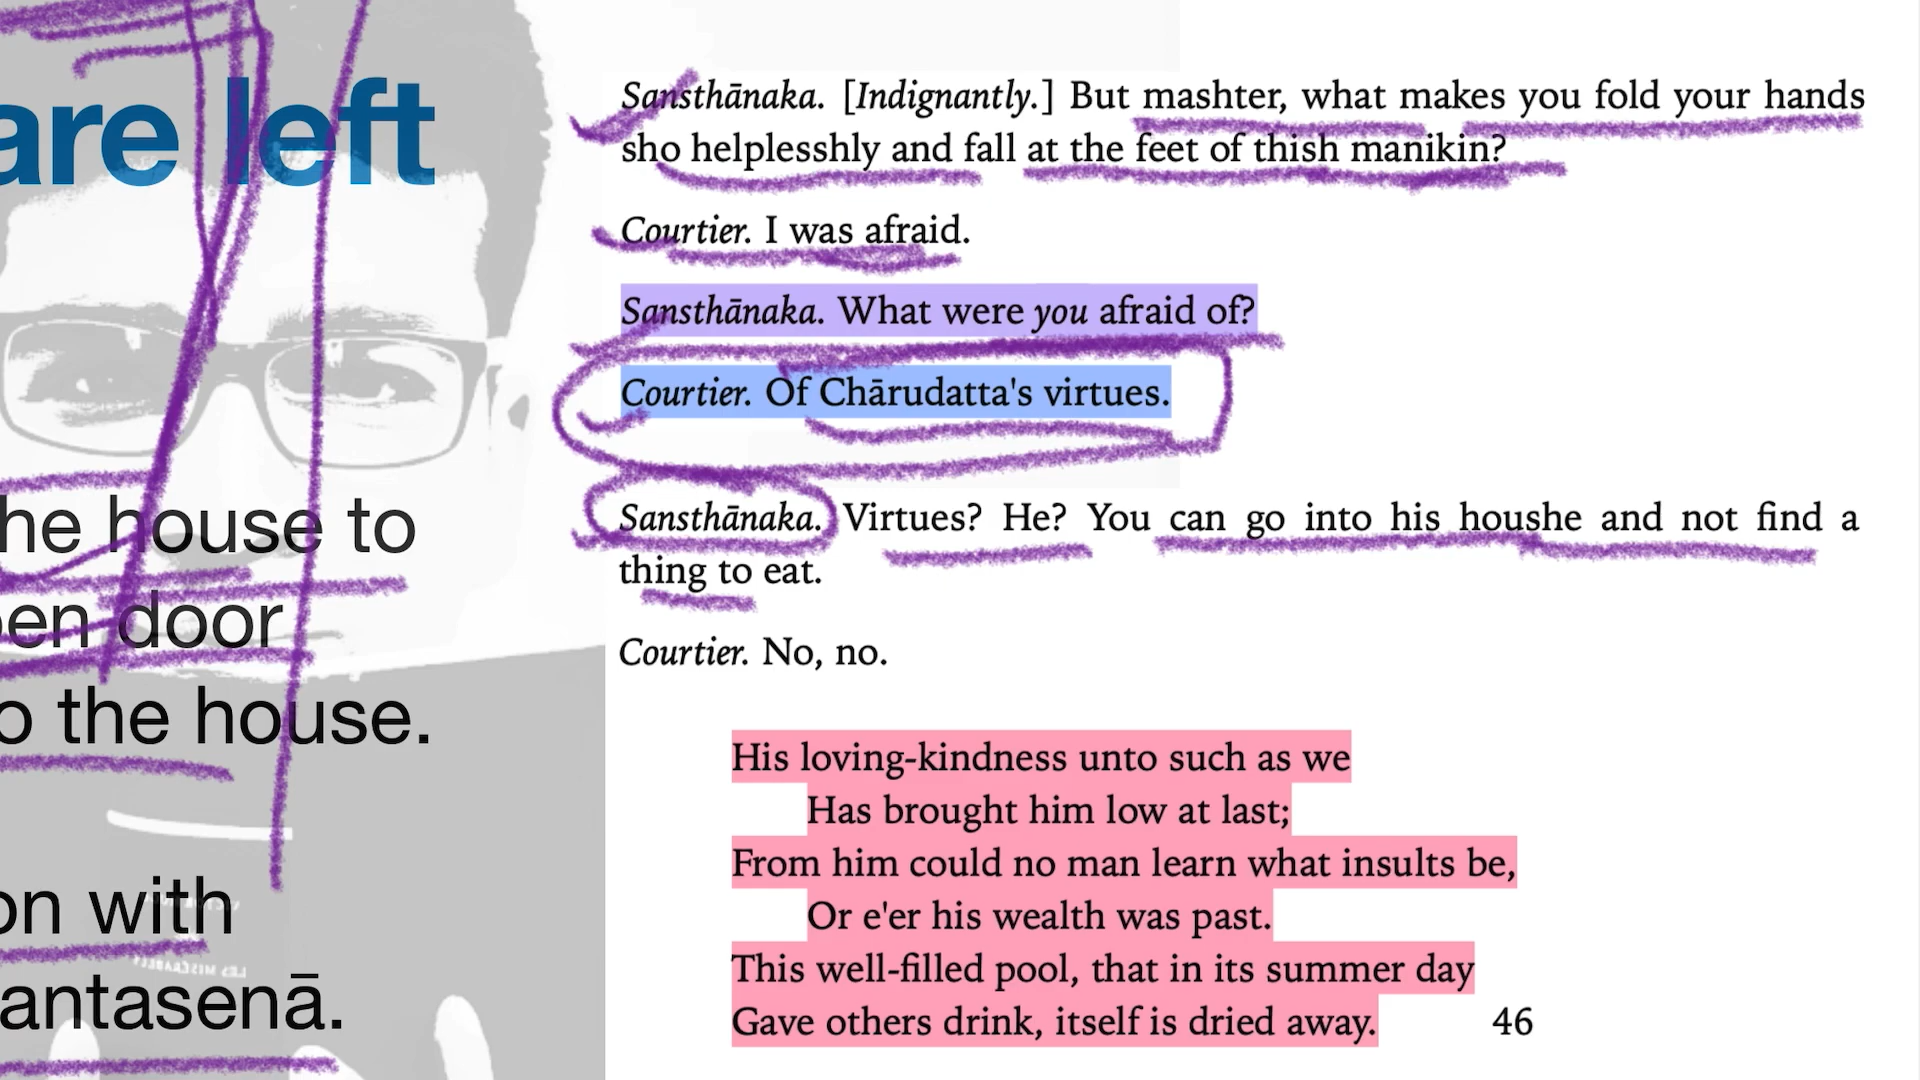 are left
he house to
en door
o the house.
on with
antasenā.
Sansthānaka. [Indignantly.] But mashter, what makes you fold your hands
sho helplesshly and fall at the feet of thish manikin?
Courtier. I was afraid.
Sansthānaka. What were you afraid of?
Courtier. Of Chārudatta's virtues.
Sansthānaka. Virtues? He? You can go into his houshe and not find a
thing to eat.
Courtier. No, no.
His loving-kindness unto such as we
Has brought him low at last;
From him could no man learn what insults be,
Or e'er his wealth was past.
This well-filled pool, that in its summer day
Gave others drink, itself is dried away. 46